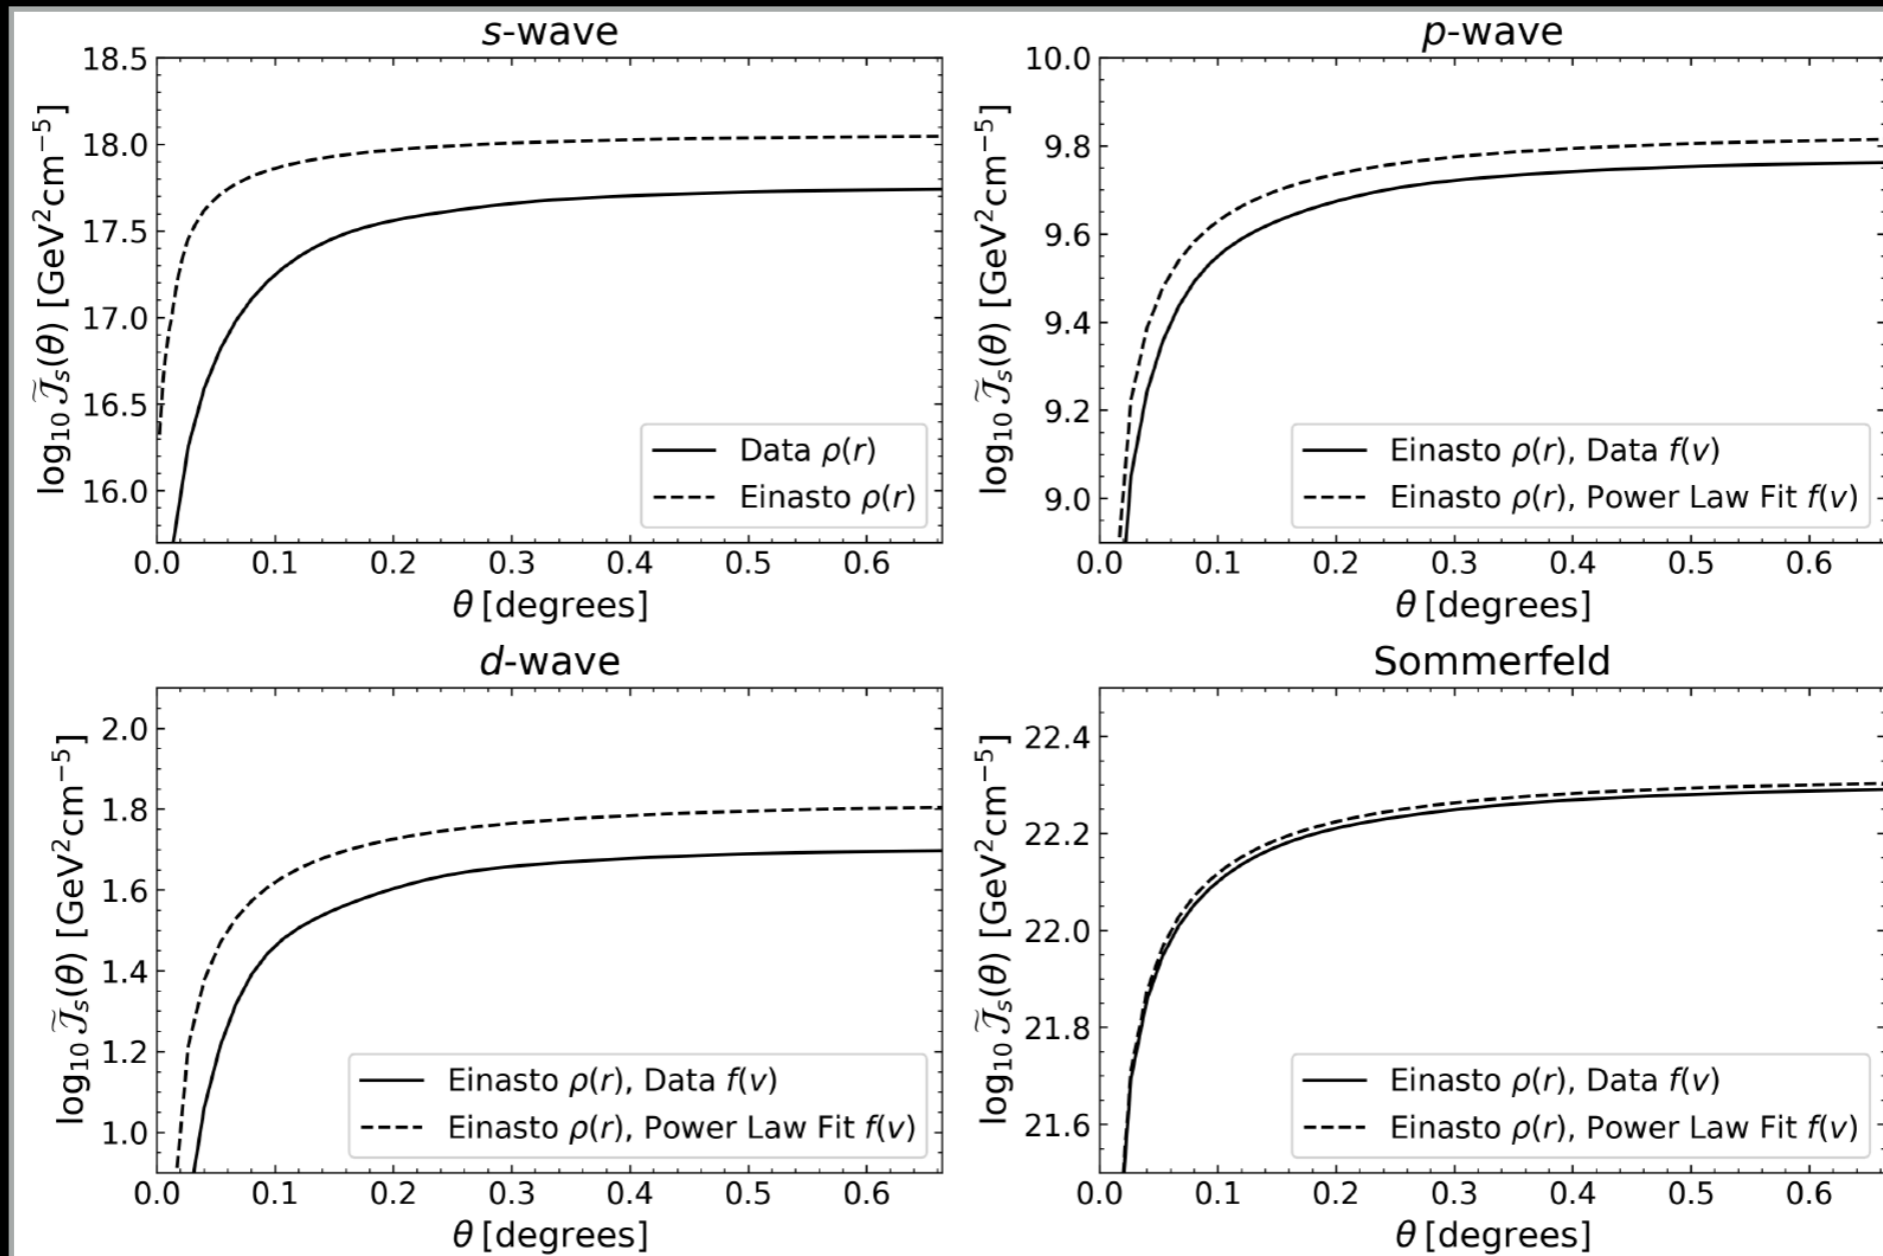 s-wave
18.5
18.0
17.5
17.0
16.5
16.0
log₁₀ 𝒥̃ₛ(θ) [GeV²cm⁻⁵]
Data ρ(r)
Einasto ρ(r)
0.0 0.1 0.2 0.3 0.4 0.5 0.6
θ [degrees]
p-wave
10.0
9.8
9.6
9.4
9.2
9.0
log₁₀ 𝒥̃ₛ(θ) [GeV²cm⁻⁵]
Einasto ρ(r), Data f(v)
Einasto ρ(r), Power Law Fit f(v)
0.0 0.1 0.2 0.3 0.4 0.5 0.6
θ [degrees]
d-wave
2.0
1.8
1.6
1.4
1.2
1.0
log₁₀ 𝒥̃ₛ(θ) [GeV²cm⁻⁵]
Einasto ρ(r), Data f(v)
Einasto ρ(r), Power Law Fit f(v)
0.0 0.1 0.2 0.3 0.4 0.5 0.6
θ [degrees]
Sommerfeld
22.4
22.2
22.0
21.8
21.6
log₁₀ 𝒥̃ₛ(θ) [GeV²cm⁻⁵]
Einasto ρ(r), Data f(v)
Einasto ρ(r), Power Law Fit f(v)
0.0 0.1 0.2 0.3 0.4 0.5 0.6
θ [degrees]